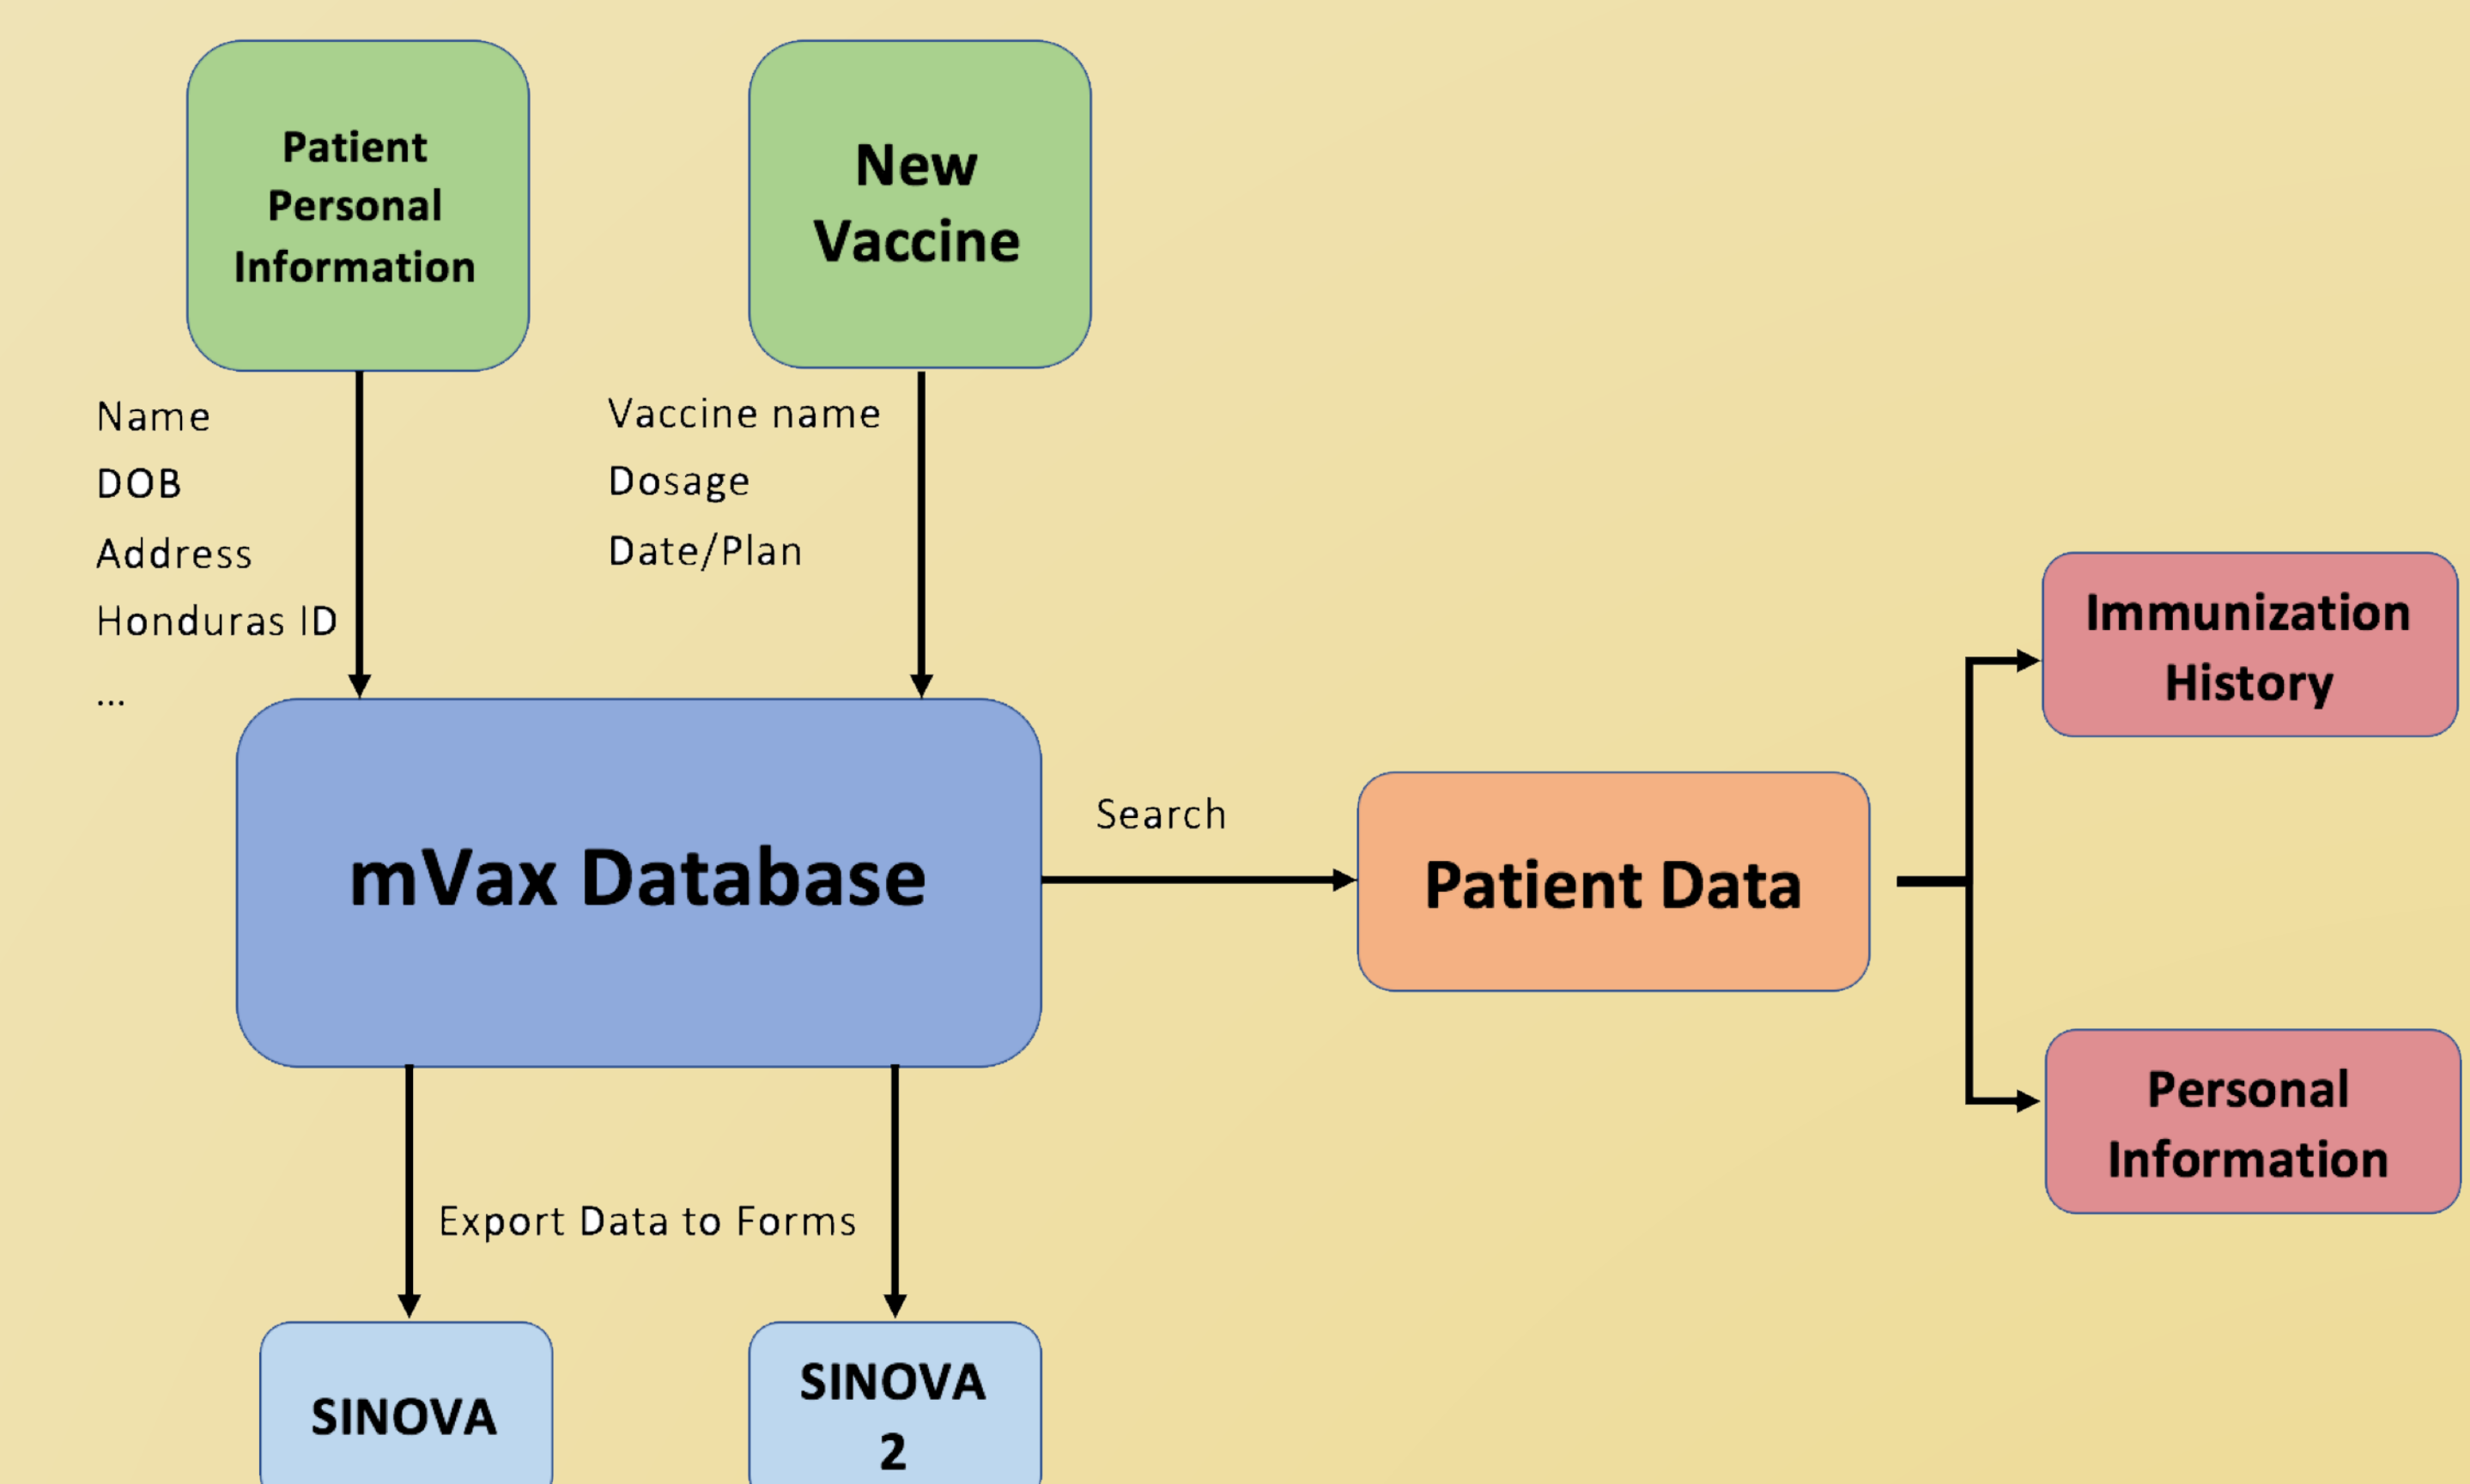 Patient
Personal
Information
New
Vaccine
Name
DOB
Address
Honduras ID
...
Vaccine name
Dosage
Date/Plan
mVax Database
Search
Patient Data
Immunization
History
Personal
Information
Export Data to Forms
SINOVA
SINOVA
2